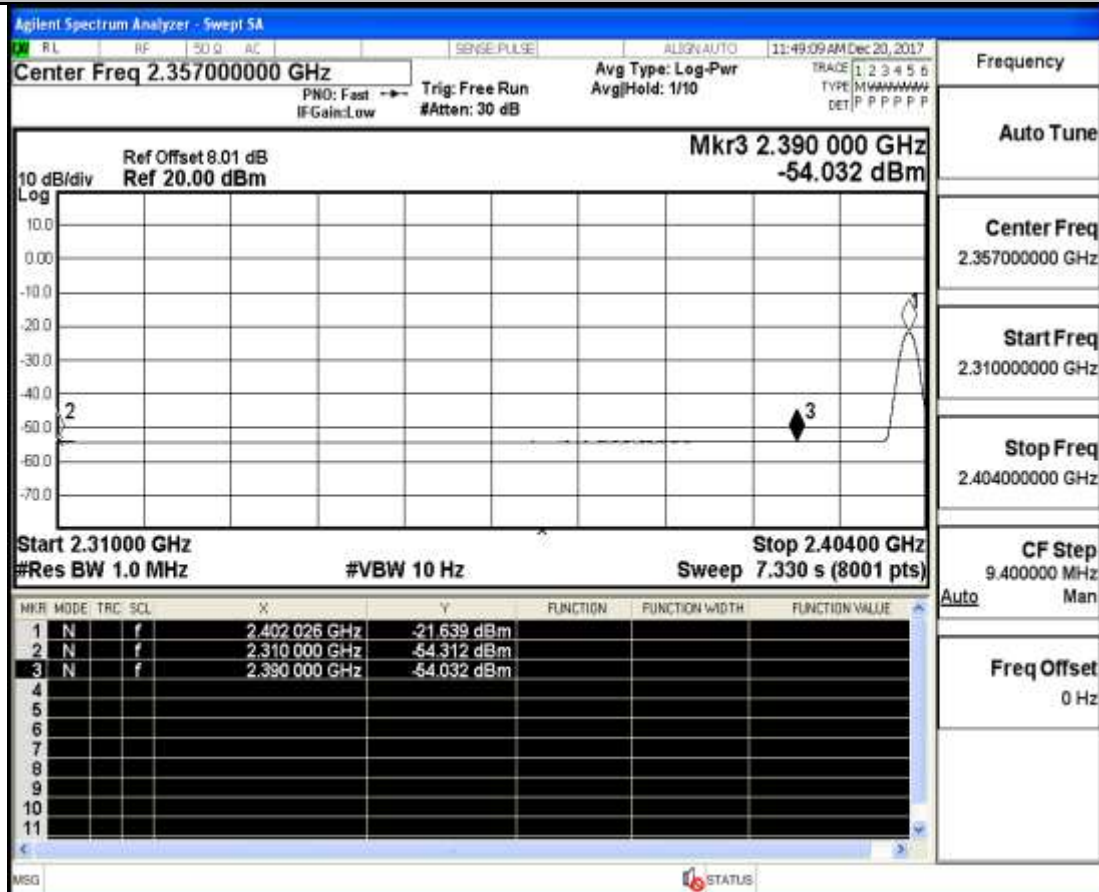 Agilent Spectrum Analyzer - Swept SA
RL RF 50 Ω AC SENSE:PULSE ALIGN AUTO 11:49:09 AM Dec 20, 2017
Center Freq 2.357000000 GHz
PNO: Fast
IFGain:Low
Trig: Free Run
#Atten: 30 dB
Avg Type: Log-Pwr
Avg|Hold: 1/10
TRACE 1 2 3 4 5 6
TYPE M
DET P P P P P P
Ref Offset 8.01 dB
10 dB/div Ref 20.00 dBm
Log
Mkr3 2.390 000 GHz
-54.032 dBm
10.0
0.00
-10.0
-20.0
-30.0
-40.0
-50.0
-60.0
-70.0
1
2
3
Start 2.31000 GHz Stop 2.40400 GHz
#Res BW 1.0 MHz #VBW 10 Hz Sweep 7.330 s (8001 pts)
MKR MODE TRC SCL X Y FUNCTION FUNCTION WIDTH FUNCTION VALUE
1 N f 2.402 026 GHz -21.639 dBm
2 N f 2.310 000 GHz -54.312 dBm
3 N f 2.390 000 GHz -54.032 dBm
4
5
6
7
8
9
10
11
MSG STATUS
Frequency
Auto Tune
Center Freq
2.357000000 GHz
Start Freq
2.310000000 GHz
Stop Freq
2.404000000 GHz
CF Step
9.400000 MHz
Auto Man
Freq Offset
0 Hz